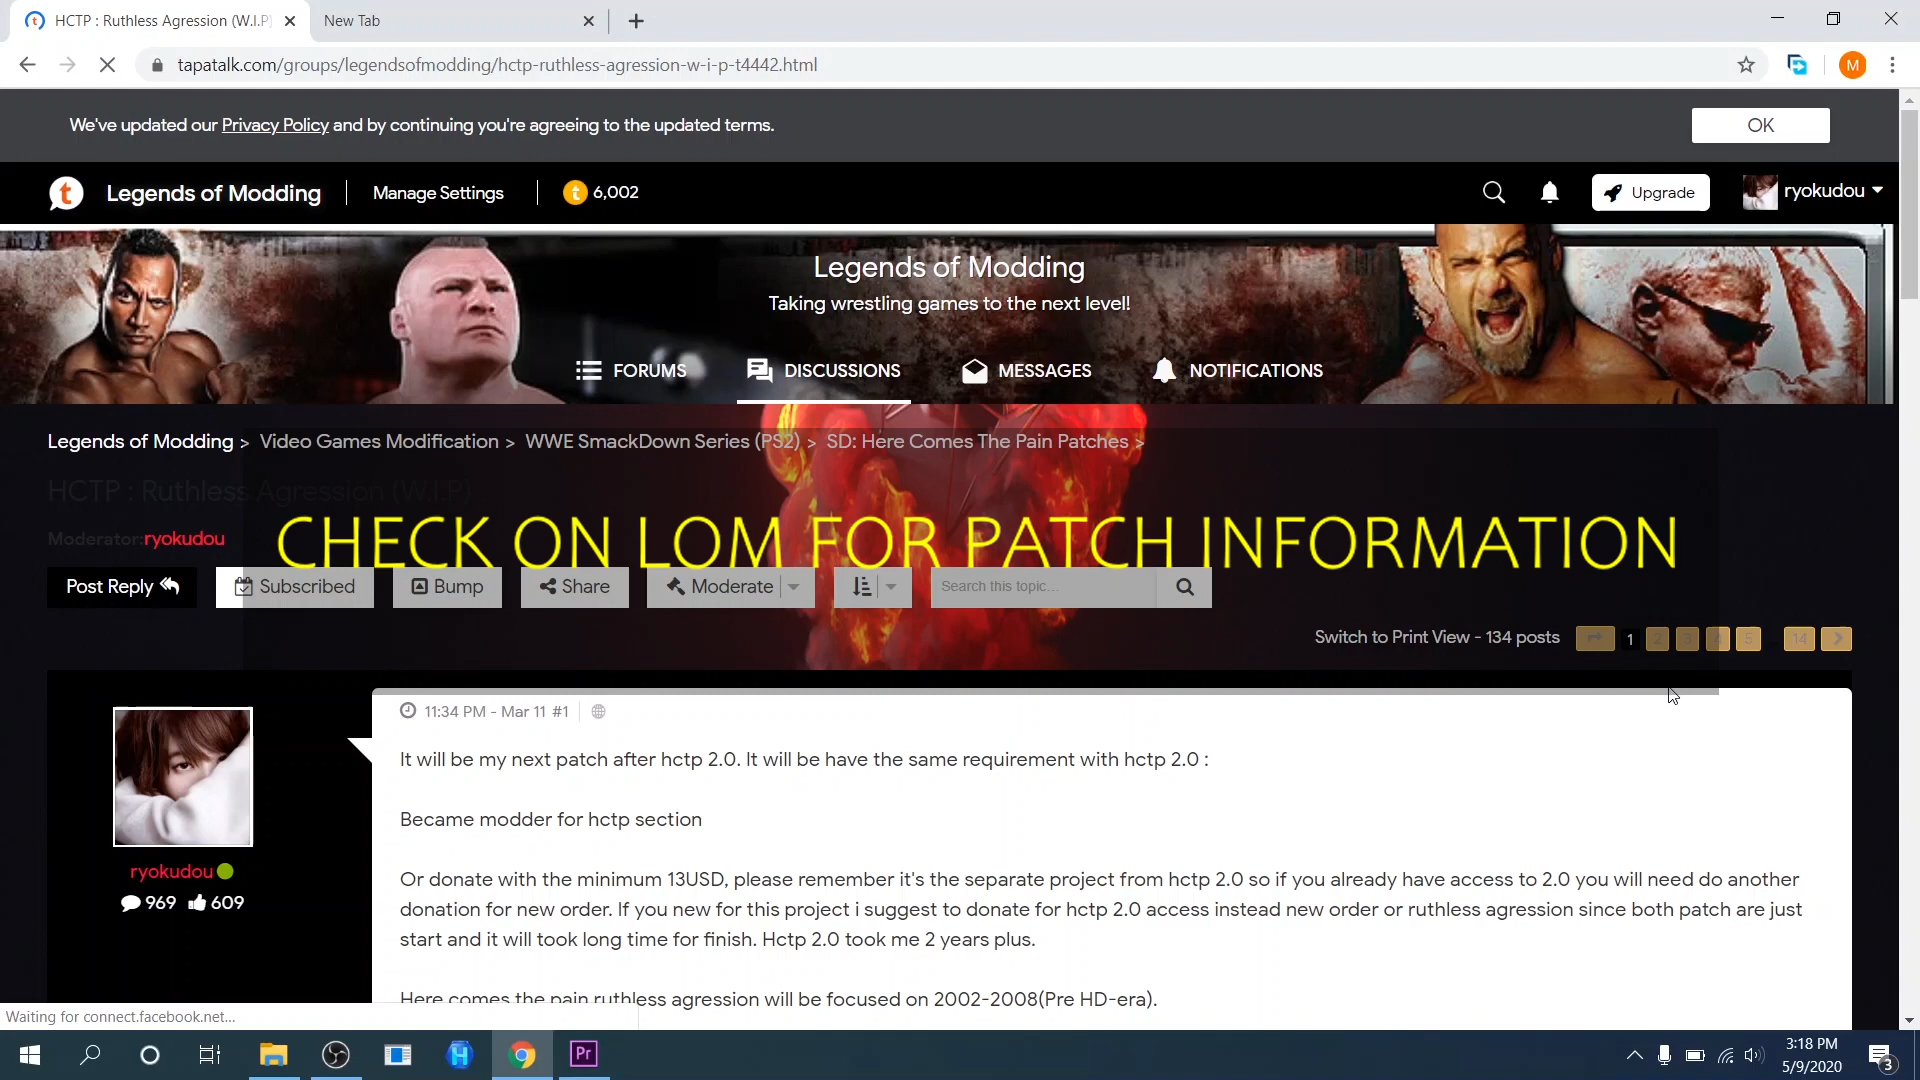 HCTP : Ruthless Agression (W.I.P
New Tab
tapatalk.com/groups/legendsofmodding/hctp-ruthless-agression-w-i-p-t4442.html
M
We've updated our Privacy Policy and by continuing you're agreeing to the updated terms.
OK
Legends of Modding
Manage Settings
6,002
Upgrade
ryokudou
Legends of Modding
Taking wrestling games to the next level!
FORUMS
DISCUSSIONS
MESSAGES
NOTIFICATIONS
Legends of Modding > Video Games Modification > WWE SmackDown Series (PS2) > SD: Here Comes The Pain Patches >
HCTP : Ruthless Agression (W.I.P)
Moderator:ryokudou
CHECK ON LOM FOR PATCH INFORMATION
Post Reply
Subscribed
Bump
Share
Moderate
Search this topic...
Switch to Print View - 134 posts
1 2 3 4 5 14
11:34 PM - Mar 11 #1
It will be my next patch after hctp 2.0. It will be have the same requirement with hctp 2.0 :
Became modder for hctp section
ryokudou
969 609
Or donate with the minimum 13USD, please remember it's the separate project from hctp 2.0 so if you already have access to 2.0 you will need do another
donation for new order. If you new for this project i suggest to donate for hctp 2.0 access instead new order or ruthless agression since both patch are just
start and it will took long time for finish. Hctp 2.0 took me 2 years plus.
Here comes the pain ruthless agression will be focused on 2002-2008(Pre HD-era).
Waiting for connect.facebook.net...
Pr
3:18 PM
5/9/2020
3